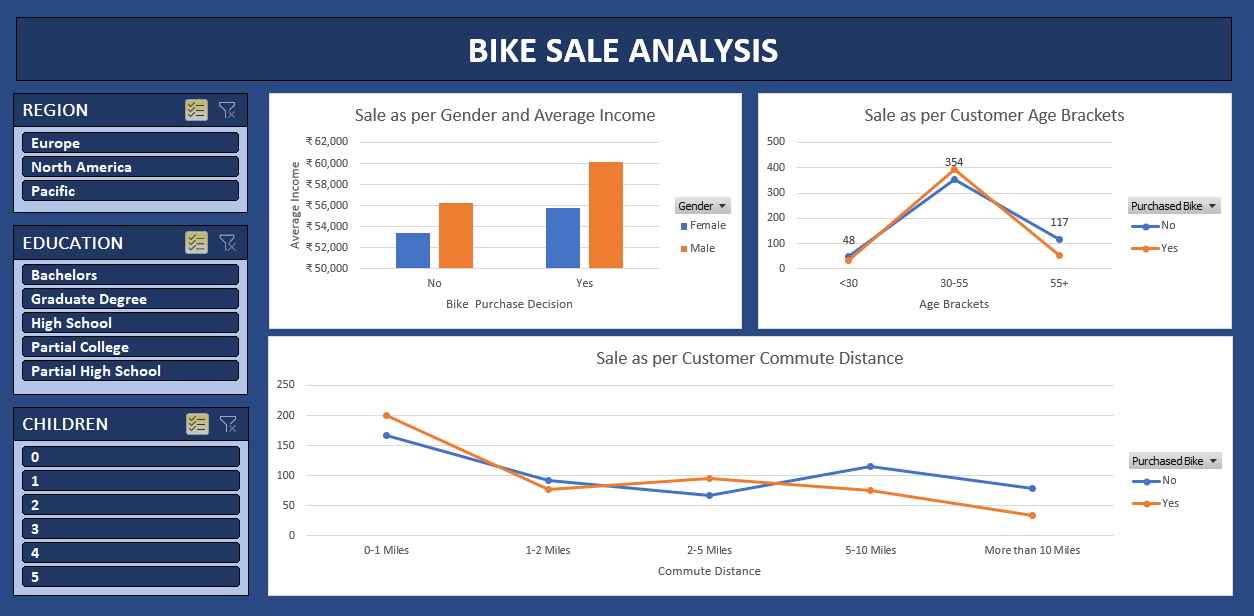 BIKE SALE ANALYSIS
REGION
Europe
North America
Pacific
EDUCATION
Bachelors
Graduate Degree
High School
Partial College
Partial High School
CHILDREN
0
1
2
3
4
5
Sale as per Gender and Average Income
Average Income
₹ 62,000
₹ 60,000
₹ 58,000
₹ 56,000
₹ 54,000
₹ 52,000
₹ 50,000
No
Yes
Bike Purchase Decision
Gender
Female
Male
Sale as per Customer Age Brackets
500
400
300
200
100
0
48
354
117
<30
30-55
55+
Age Brackets
Purchased Bike
No
Yes
Sale as per Customer Commute Distance
250
200
150
100
50
0
0-1 Miles
1-2 Miles
2-5 Miles
5-10 Miles
More than 10 Miles
Commute Distance
Purchased Bike
No
Yes